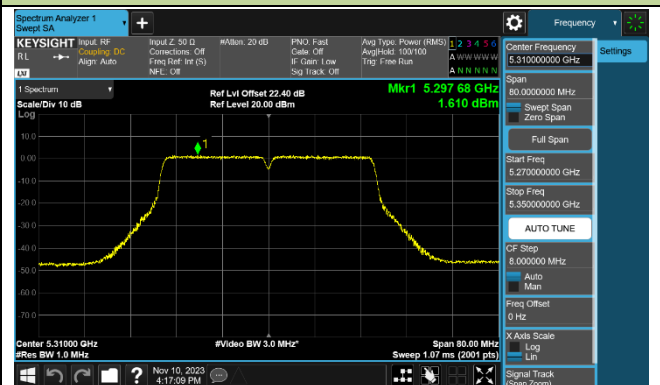 Spectrum Analyzer 1
Swept SA
+
Frequency
KEYSIGHT
Input: RF
Input Z: 50 Ω
#Atten: 20 dB
PNO: Fast
Avg Type: Power (RMS)
1 2 3 4 5 6
RL
Coupling: DC
Corrections: Off
Gate: Off
Avg|Hold: 100/100
A W W W W W
Align: Auto
Freq Ref: Int (S)
IF Gain: Low
Trig: Free Run
LXI
NFE: Off
Sig Track: Off
A N N N N N
1 Spectrum
Ref Lvl Offset 22.40 dB
Mkr1 5.297 68 GHz
Scale/Div 10 dB
Ref Level 20.00 dBm
1.610 dBm
Log
10.0
0.00
-10.0
-20.0
-30.0
-40.0
-50.0
-60.0
-70.0
1
Center 5.31000 GHz
#Video BW 3.0 MHz*
Span 80.00 MHz
#Res BW 1.0 MHz
Sweep 1.07 ms (2001 pts)
Center Frequency
5.310000000 GHz
Settings
Span
80.0000000 MHz
Swept Span
Zero Span
Full Span
Start Freq
5.270000000 GHz
Stop Freq
5.350000000 GHz
AUTO TUNE
CF Step
8.000000 MHz
Auto
Man
Freq Offset
0 Hz
X Axis Scale
Log
Lin
Signal Track
(Span Zoom)
?
Nov 10, 2023
4:17:09 PM